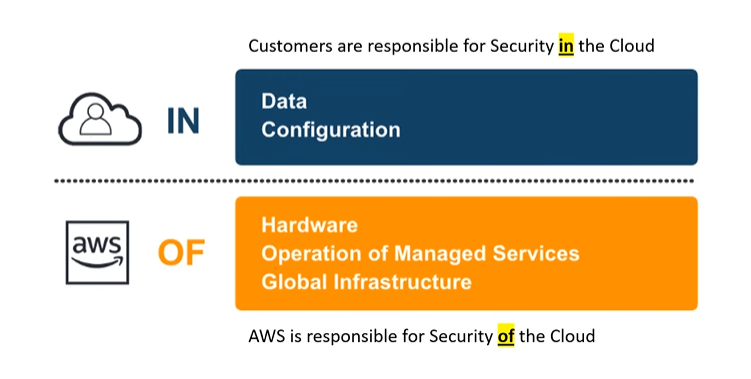 Customers are responsible for Security in the Cloud
IN
Data
Configuration
aws
OF
Hardware
Operation of Managed Services
Global Infrastructure
AWS is responsible for Security of the Cloud